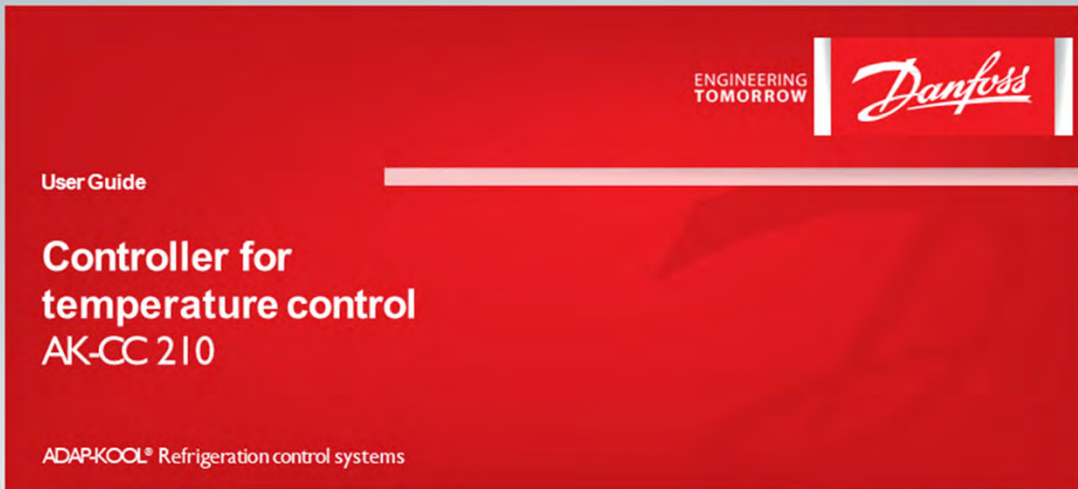 ENGINEERING
TOMORROW
Danfoss
User Guide
Controller for
temperature control
AK-CC 210
ADAP-KOOL® Refrigeration control systems